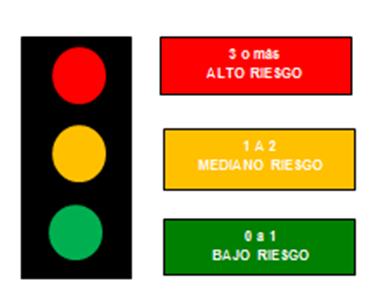 3 o más
ALTO RIESGO
1 A 2
MEDIANO RIESGO
0 a 1
BAJO RIESGO